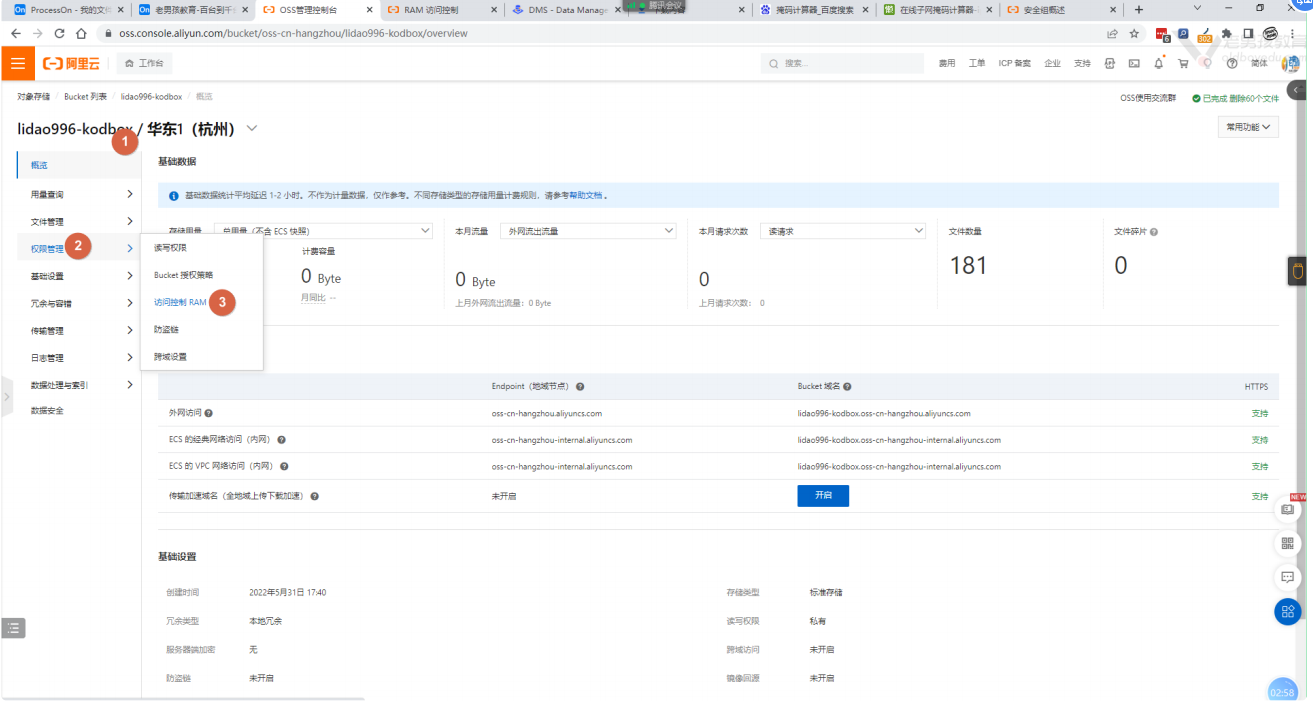 ProcessOn - 我的文
老男孩教育-百台到千
OSS管理控制台
RAM 访问控制
DMS - Data Manage
腾讯会议
掩码计算器_百度搜索
在线子网掩码计算器
安全组概述
oss.console.aliyun.com/bucket/oss-cn-hangzhou/lidao996-kodbox/overview
阿里云
工作台
搜索...
费用 工单 ICP 备案 企业 支持 简体
老男孩教育
oldboyedu
对象存储 / Bucket 列表 / lidao996-kodbox / 概览
OSS使用交流群
已完成 删除60个文件
lidao996-kodbox / 华东1（杭州）
常用功能
1
概览
用量查询
文件管理
权限管理
2
基础设置
冗余与容错
传输管理
日志管理
数据处理与索引
数据安全
读写权限
Bucket 授权策略
访问控制 RAM
3
防盗链
跨域设置
基础数据
基础数据统计平均延迟 1-2 小时。不作为计量数据，仅作参考。不同存储类型的存储用量计费规则，请参考帮助文档。
存储用量 总用量（不含 ECS 快照）
本月流量 外网流出流量
本月请求次数 读请求
文件数量
文件碎片
计费容量
0 Byte
月同比 --
0 Byte
上月外网流出流量：0 Byte
0
上月请求次数： 0
181
0
Endpoint（地域节点） Bucket 域名 HTTPS
外网访问 oss-cn-hangzhou.aliyuncs.com lidao996-kodbox.oss-cn-hangzhou.aliyuncs.com 支持
ECS 的经典网络访问（内网） oss-cn-hangzhou-internal.aliyuncs.com lidao996-kodbox.oss-cn-hangzhou-internal.aliyuncs.com 支持
ECS 的 VPC 网络访问（内网） oss-cn-hangzhou-internal.aliyuncs.com lidao996-kodbox.oss-cn-hangzhou-internal.aliyuncs.com 支持
传输加速域名（全地域上传下载加速） 未开启 开启 支持
NEW
基础设置
创建时间 2022年5月31日 17:40 存储类型 标准存储
冗余类型 本地冗余 读写权限 私有
服务器端加密 无 跨域访问 未开启
防盗链 未开启 镜像回源 未开启
02:58